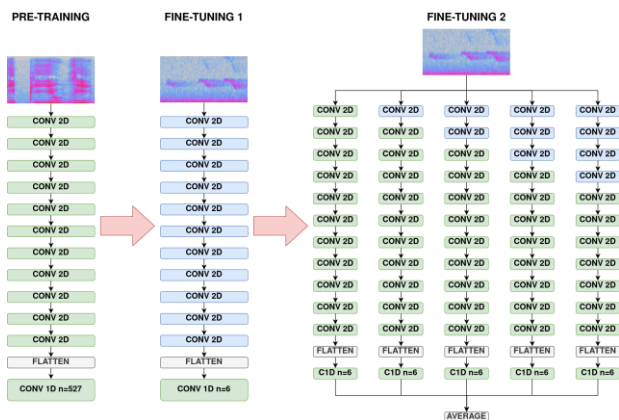 PRE-TRAINING
CONV 2D
CONV 2D
CONV 2D
CONV 2D
CONV 2D
CONV 2D
CONV 2D
CONV 2D
CONV 2D
CONV 2D
CONV 2D
FLATTEN
CONV 1D n=527
FINE-TUNING 1
CONV 2D
CONV 2D
CONV 2D
CONV 2D
CONV 2D
CONV 2D
CONV 2D
CONV 2D
CONV 2D
CONV 2D
CONV 2D
FLATTEN
CONV 1D n=6
FINE-TUNING 2
CONV 2D CONV 2D CONV 2D CONV 2D CONV 2D
CONV 2D CONV 2D CONV 2D CONV 2D CONV 2D
CONV 2D CONV 2D CONV 2D CONV 2D CONV 2D
CONV 2D CONV 2D CONV 2D CONV 2D CONV 2D
CONV 2D CONV 2D CONV 2D CONV 2D CONV 2D
CONV 2D CONV 2D CONV 2D CONV 2D CONV 2D
CONV 2D CONV 2D CONV 2D CONV 2D CONV 2D
CONV 2D CONV 2D CONV 2D CONV 2D CONV 2D
CONV 2D CONV 2D CONV 2D CONV 2D CONV 2D
CONV 2D CONV 2D CONV 2D CONV 2D CONV 2D
CONV 2D CONV 2D CONV 2D CONV 2D CONV 2D
FLATTEN FLATTEN FLATTEN FLATTEN FLATTEN
C1D n=6 C1D n=6 C1D n=6 C1D n=6 C1D n=6
AVERAGE